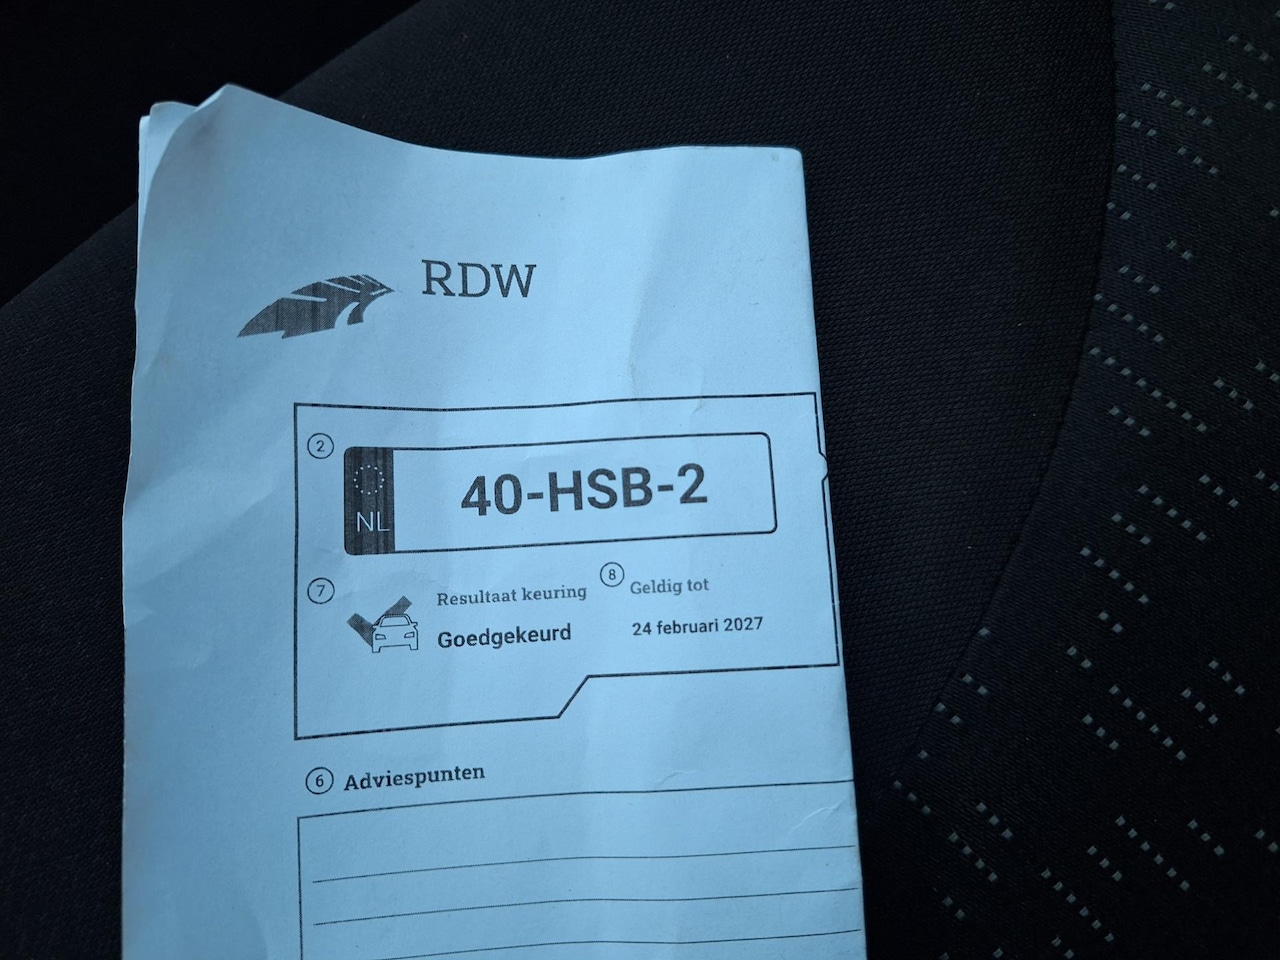 RDW
2
NL
40-HSB-2
7
Resultaat keuring
Goedgekeurd
8
Geldig tot
24 februari 2027
6 Adviespunten